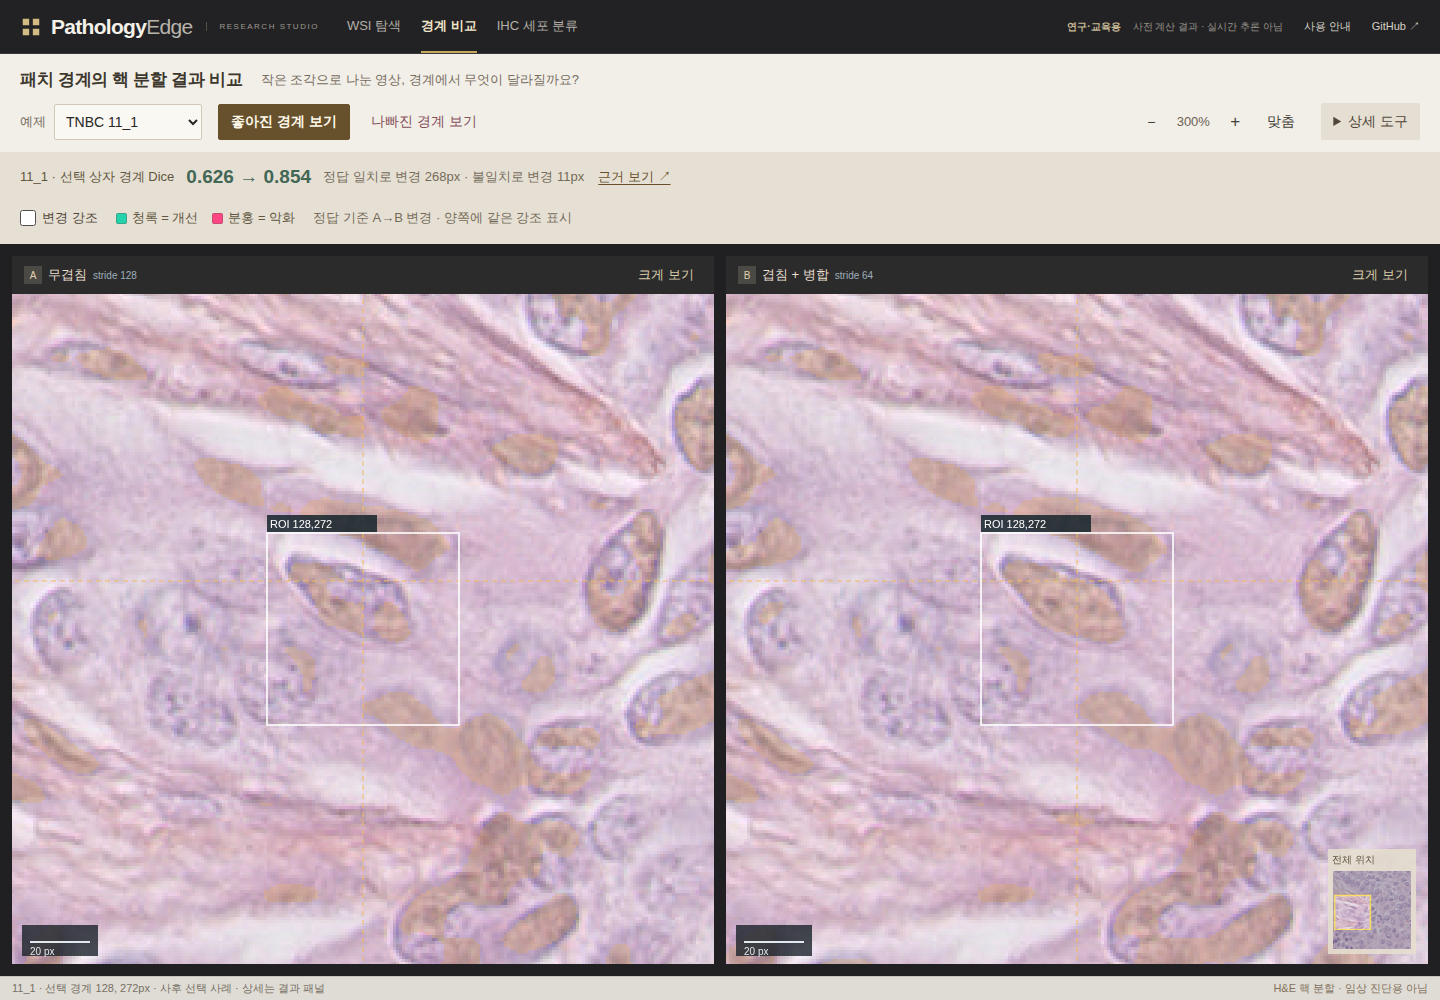 PathologyEdge RESEARCH STUDIO WSI 탐색 경계 비교 IHC 세포 분류 연구·교육용 사전 계산 결과 · 실시간 추론 아님 사용 안내 GitHub ↗
패치 경계의 핵 분할 결과 비교 작은 조각으로 나눈 영상, 경계에서 무엇이 달라질까요?
예제 TNBC 11_1 좋아진 경계 보기 나빠진 경계 보기 − 300% + 맞춤 ▶ 상세 도구
11_1 · 선택 상자 경계 Dice 0.626 → 0.854 정답 일치로 변경 268px · 불일치로 변경 11px 근거 보기 ↗
변경 강조 청록 = 개선 분홍 = 악화 정답 기준 A→B 변경 · 양쪽에 같은 강조 표시
A 무겹침 stride 128 크게 보기
B 겹침 + 병합 stride 64 크게 보기
ROI 128,272
ROI 128,272
전체 위치
20 px
20 px
11_1 · 선택 경계 128, 272px · 사후 선택 사례 · 상세는 결과 패널 H&E 핵 분할 · 임상 진단용 아님